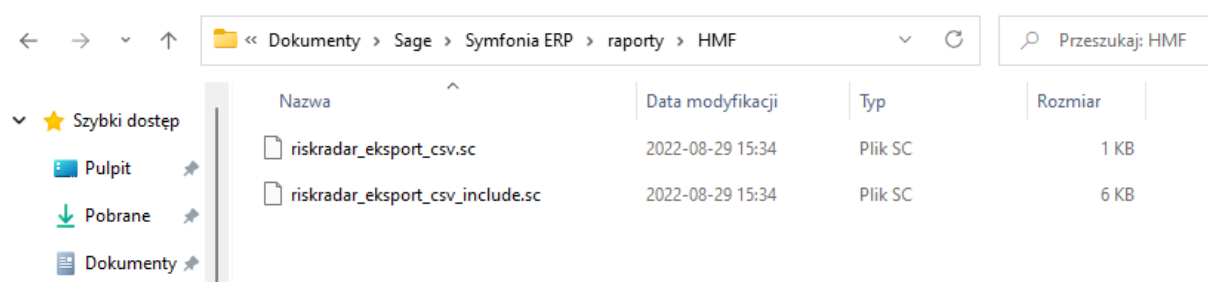 « Dokumenty > Sage > Symfonia ERP > raporty > HMF
Przeszukaj: HMF
Szybki dostęp
Pulpit
Pobrane
Dokumenty
Nazwa Data modyfikacji Typ Rozmiar
riskradar_eksport_csv.sc 2022-08-29 15:34 Plik SC 1 KB
riskradar_eksport_csv_include.sc 2022-08-29 15:34 Plik SC 6 KB